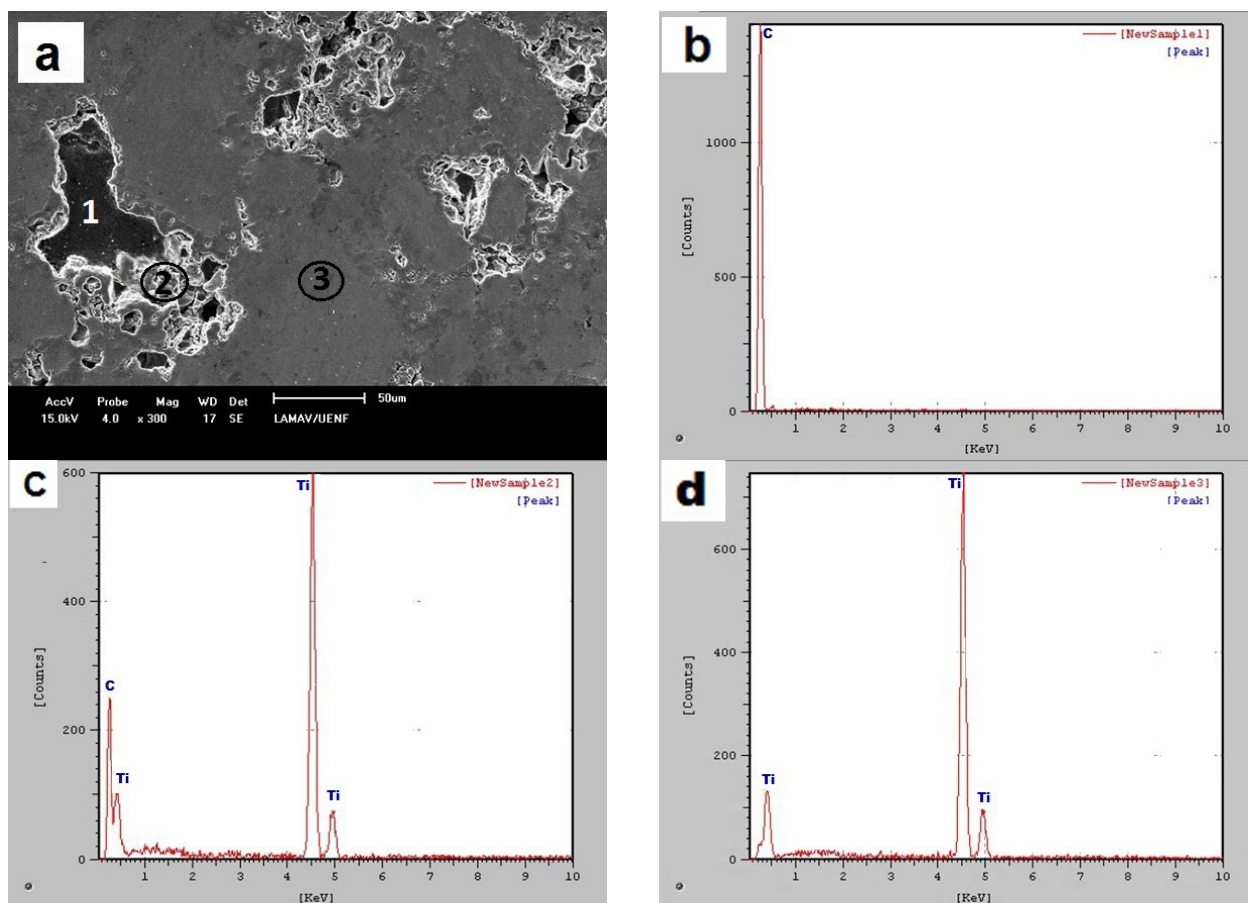 a
1
2
3
AccV Probe Mag WD Det 50um
15.0kV 4.0 x 300 17 SE LAMAV/UENF
b
C
[NewSample1]
[Peak]
[Counts]
1000
500
0
1 2 3 4 5 6 7 8 9 10
[KeV]
c
Ti
[NewSample2]
[Peak]
[Counts]
600
400
200
0
C
Ti
Ti
1 2 3 4 5 6 7 8 9 10
[KeV]
d
Ti
[NewSample3]
[Peak]
[Counts]
600
400
200
0
Ti
Ti
1 2 3 4 5 6 7 8 9 10
[KeV]